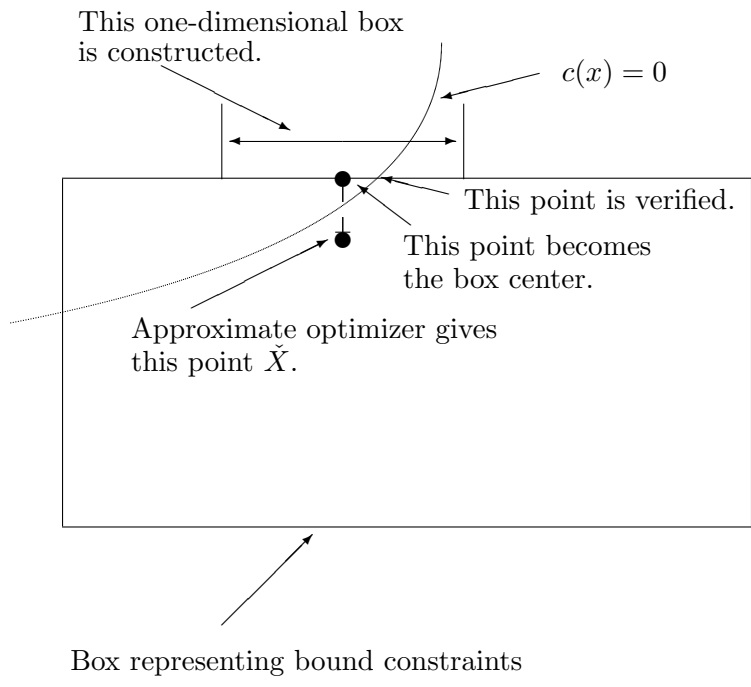 This one-dimensional box
is constructed.
c(x) = 0
This point is verified.
This point becomes
the box center.
Approximate optimizer gives
this point X̌.
Box representing bound constraints